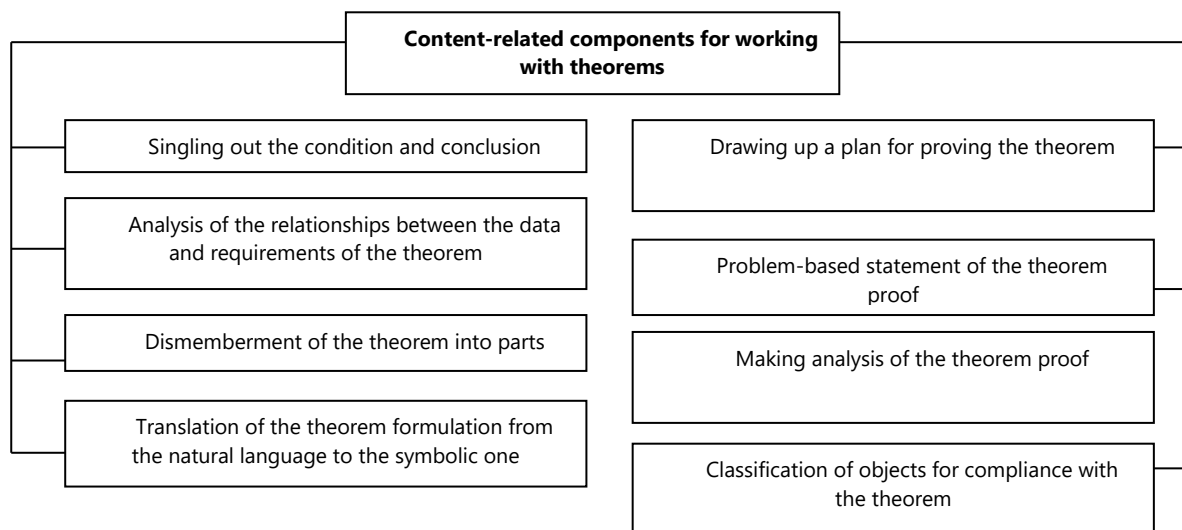 Content-related components for working
with theorems
Singling out the condition and conclusion
Analysis of the relationships between the data
and requirements of the theorem
Dismemberment of the theorem into parts
Translation of the theorem formulation from
the natural language to the symbolic one
Drawing up a plan for proving the theorem
Problem-based statement of the theorem
proof
Making analysis of the theorem proof
Classification of objects for compliance with
the theorem